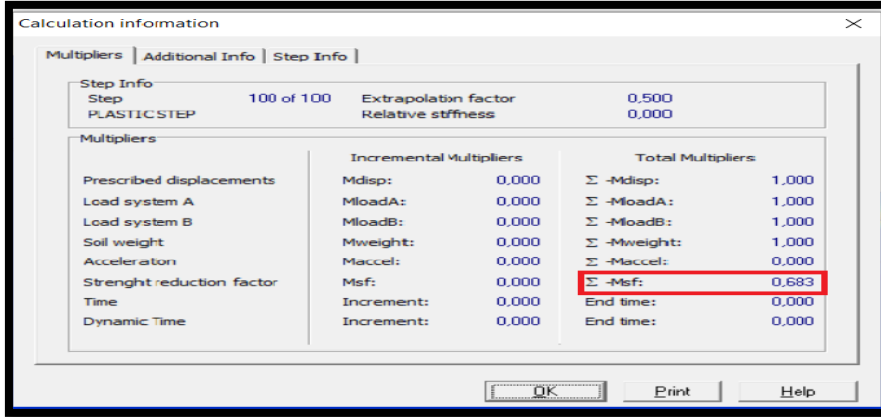 Calculation information
Multipliers Additional Info Step Info
Step Info
Step 100 of 100 Extrapolation factor 0,500
PLASTIC STEP Relative stiffness 0,000
Multipliers
Incremental Multipliers Total Multipliers
Prescribed displacements Mdisp: 0,000 Σ -Mdisp: 1,000
Load system A MloadA: 0,000 Σ -MloadA: 1,000
Load system B MloadB: 0,000 Σ -MloadB: 1,000
Soil weight Mweight: 0,000 Σ -Mweight: 1,000
Acceleration Maccel: 0,000 Σ -Maccel: 0,000
Strenght reduction factor Msf: 0,000 Σ -Msf: 0,683
Time Increment: 0,000 End time: 0,000
Dynamic Time Increment: 0,000 End time: 0,000
OK Print Help